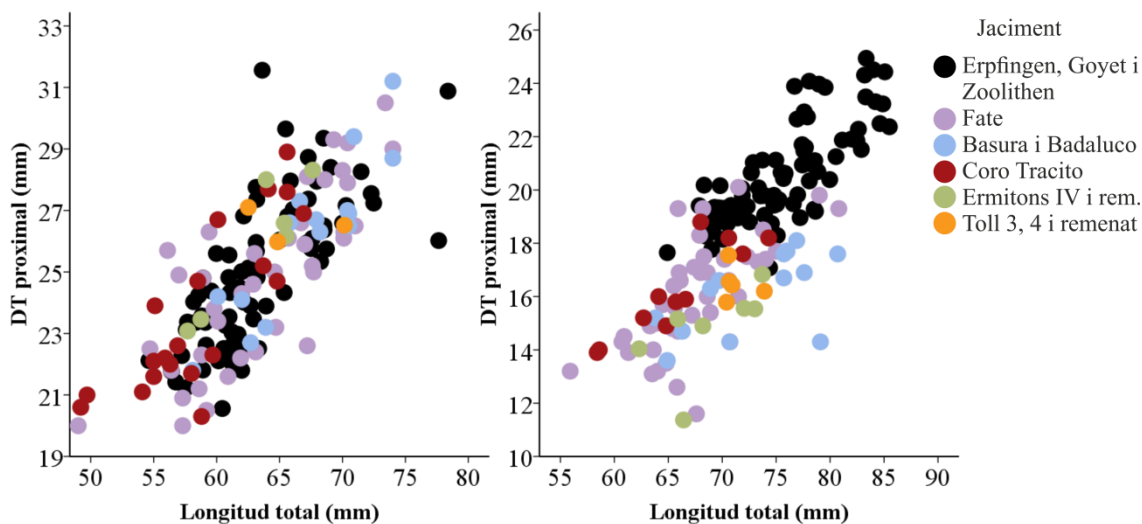 DT proximal (mm)
33
31
29
27
25
23
21
19
50
55
60
65
70
75
80
Longitud total (mm)
DT proximal (mm)
26
24
22
20
18
16
14
12
10
55
60
65
70
75
80
85
90
Longitud total (mm)
Jaciment
Erpfingen, Goyet i
Zoolithen
Fate
Basura i Badaluco
Coro Tracito
Ermitons IV i rem.
Toll 3, 4 i remenat